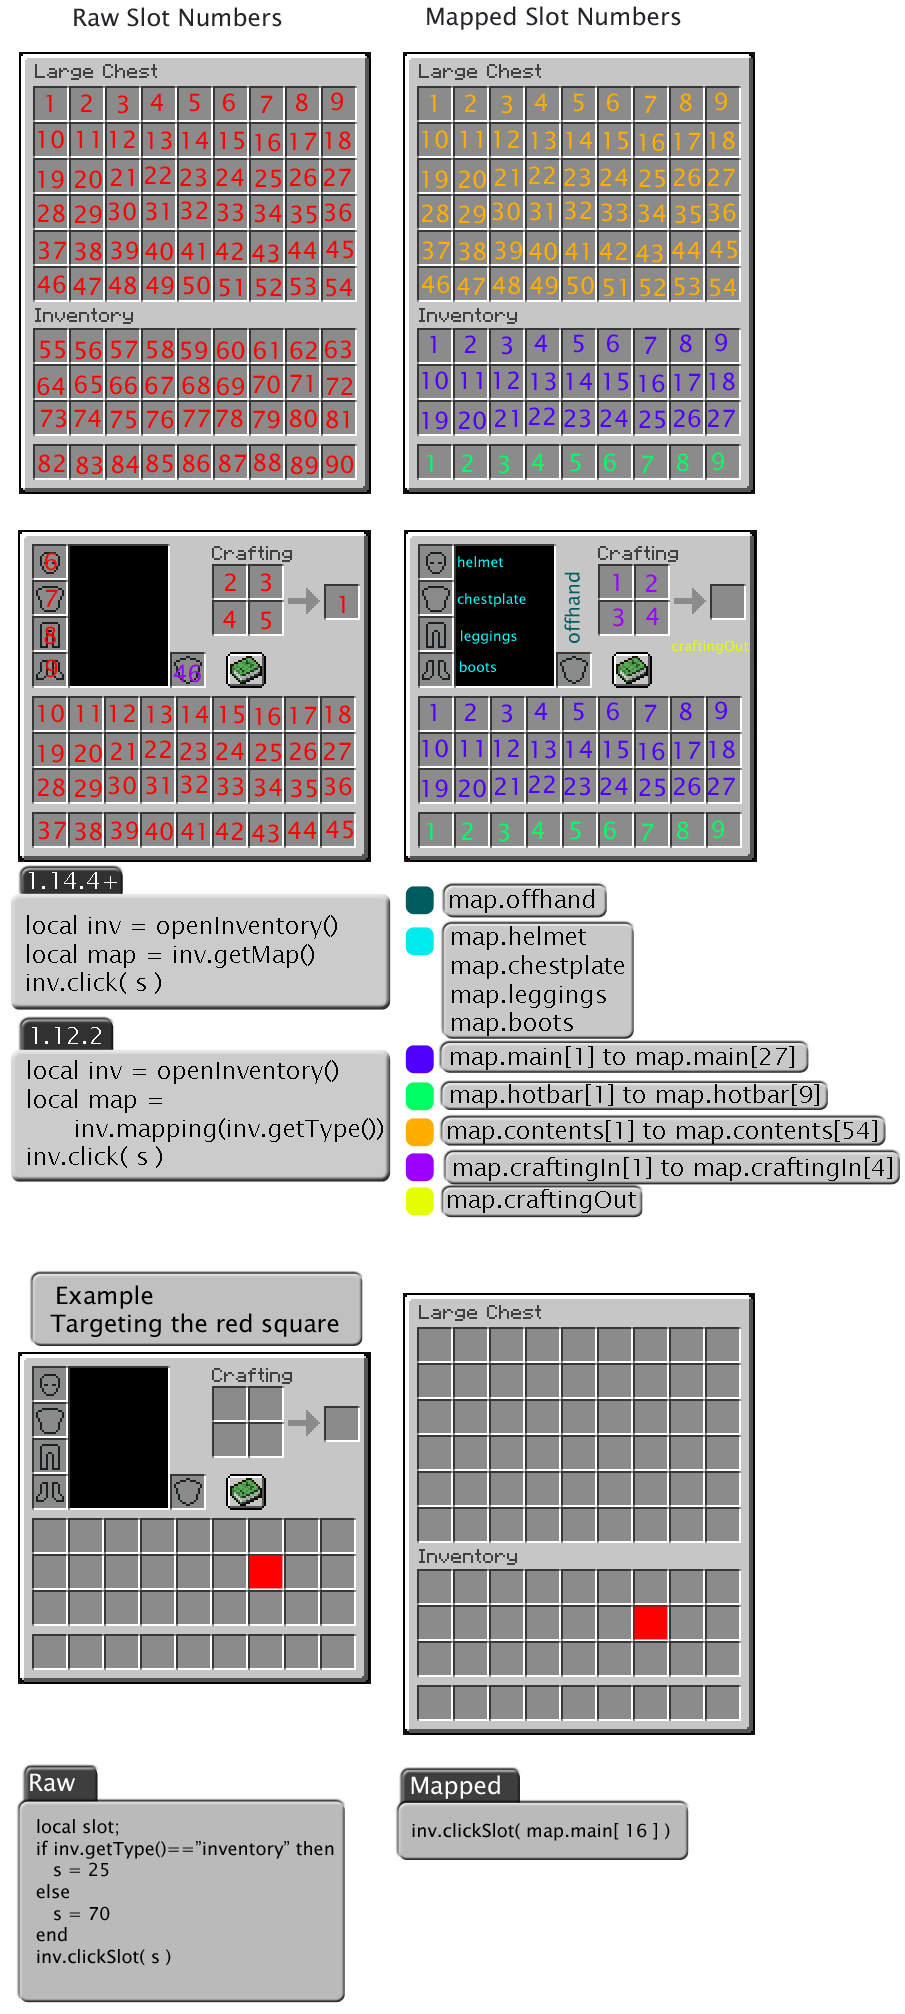 Raw Slot Numbers
Mapped Slot Numbers
Large Chest
1 2 3 4 5 6 7 8 9
10 11 12 13 14 15 16 17 18
19 20 21 22 23 24 25 26 27
28 29 30 31 32 33 34 35 36
37 38 39 40 41 42 43 44 45
46 47 48 49 50 51 52 53 54
Inventory
55 56 57 58 59 60 61 62 63
64 65 66 67 68 69 70 71 72
73 74 75 76 77 78 79 80 81
82 83 84 85 86 87 88 89 90
Large Chest
1 2 3 4 5 6 7 8 9
10 11 12 13 14 15 16 17 18
19 20 21 22 23 24 25 26 27
28 29 30 31 32 33 34 35 36
37 38 39 40 41 42 43 44 45
46 47 48 49 50 51 52 53 54
Inventory
1 2 3 4 5 6 7 8 9
10 11 12 13 14 15 16 17 18
19 20 21 22 23 24 25 26 27
1 2 3 4 5 6 7 8 9
6
7
8
9
46
Crafting
2 3
4 5
1
10 11 12 13 14 15 16 17 18
19 20 21 22 23 24 25 26 27
28 29 30 31 32 33 34 35 36
37 38 39 40 41 42 43 44 45
helmet
chestplate
leggings
boots
offhand
Crafting
1 2
3 4
craftingOut
1 2 3 4 5 6 7 8 9
10 11 12 13 14 15 16 17 18
19 20 21 22 23 24 25 26 27
1 2 3 4 5 6 7 8 9
1.14.4+
local inv = openInventory()
local map = inv.getMap()
inv.click( s )
1.12.2
local inv = openInventory()
local map =
inv.mapping(inv.getType())
inv.click( s )
map.offhand
map.helmet
map.chestplate
map.leggings
map.boots
map.main[1] to map.main[27]
map.hotbar[1] to map.hotbar[9]
map.contents[1] to map.contents[54]
map.craftingIn[1] to map.craftingIn[4]
map.craftingOut
Example
Targeting the red square
Crafting
Large Chest
Inventory
Raw
local slot;
if inv.getType()=="inventory" then
s = 25
else
s = 70
end
inv.clickSlot( s )
Mapped
inv.clickSlot( map.main[ 16 ] )